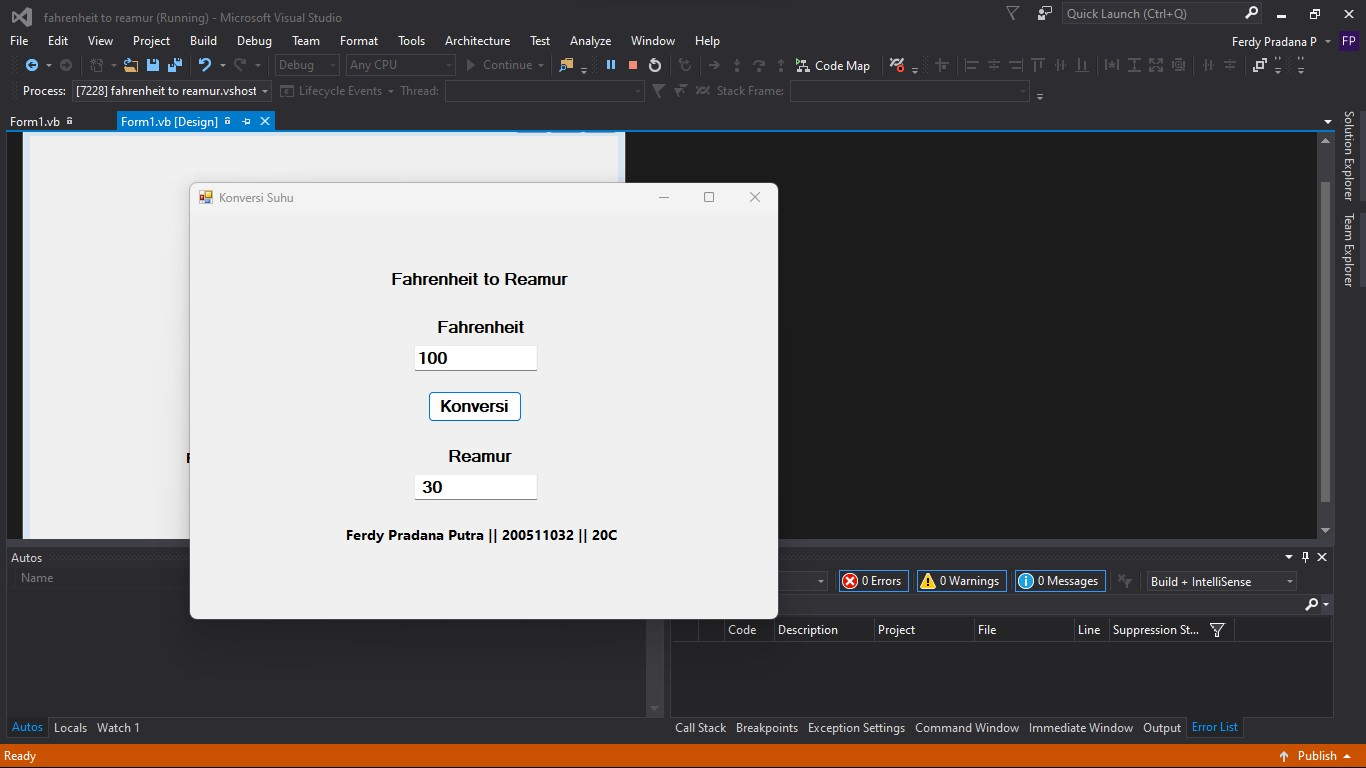 fahrenheit to reamur (Running) - Microsoft Visual Studio
Quick Launch (Ctrl+Q)
File Edit View Project Build Debug Team Format Tools Architecture Test Analyze Window Help
Ferdy Pradana P FP
Debug Any CPU Continue Code Map
Process: [7228] fahrenheit to reamur.vshost Lifecycle Events Thread: Stack Frame:
Form1.vb Form1.vb [Design]
Solution Explorer
Team Explorer
Konversi Suhu
Fahrenheit to Reamur
Fahrenheit
100
Konversi
Reamur
30
Ferdy Pradana Putra || 200511032 || 20C
Autos
Name
0 Errors 0 Warnings 0 Messages Build + IntelliSense
Code Description Project File Line Suppression St...
Autos Locals Watch 1
Call Stack Breakpoints Exception Settings Command Window Immediate Window Output Error List
Ready
Publish